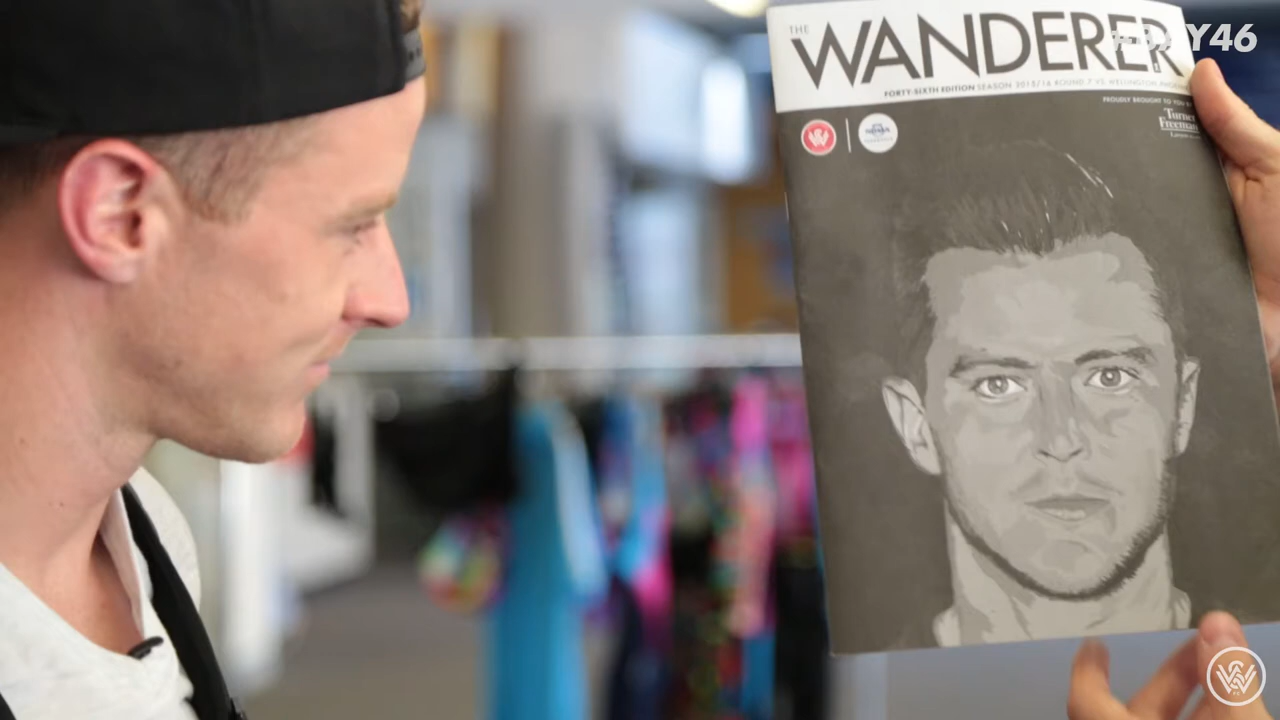 THE
WANDERER
#DAY46
FORTY-SIXTH EDITION SEASON 2015/16 ROUND 7 VS WELLINGTON
PROUDLY BROUGHT TO YOU BY
Turner
Freeman
Lawyers